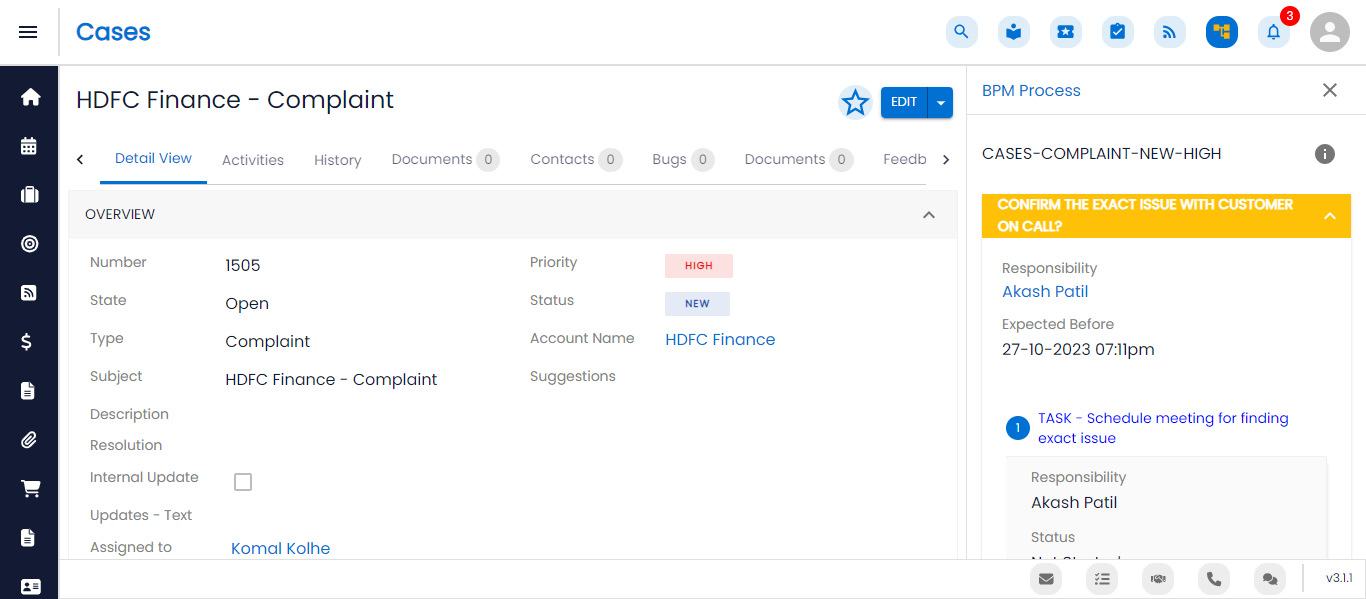 Cases
3
HDFC Finance - Complaint
EDIT
Detail View
Activities
History
Documents 0
Contacts 0
Bugs 0
Documents 0
Feedb
OVERVIEW
Number 1505
Priority HIGH
State Open
Status NEW
Type Complaint
Account Name HDFC Finance
Subject HDFC Finance - Complaint
Suggestions
Description
Resolution
Internal Update
Updates - Text
Assigned to Komal Kolhe
BPM Process
CASES-COMPLAINT-NEW-HIGH
CONFIRM THE EXACT ISSUE WITH CUSTOMER
ON CALL?
Responsibility
Akash Patil
Expected Before
27-10-2023 07:11pm
1
TASK - Schedule meeting for finding
exact issue
Responsibility
Akash Patil
Status
v3.1.1